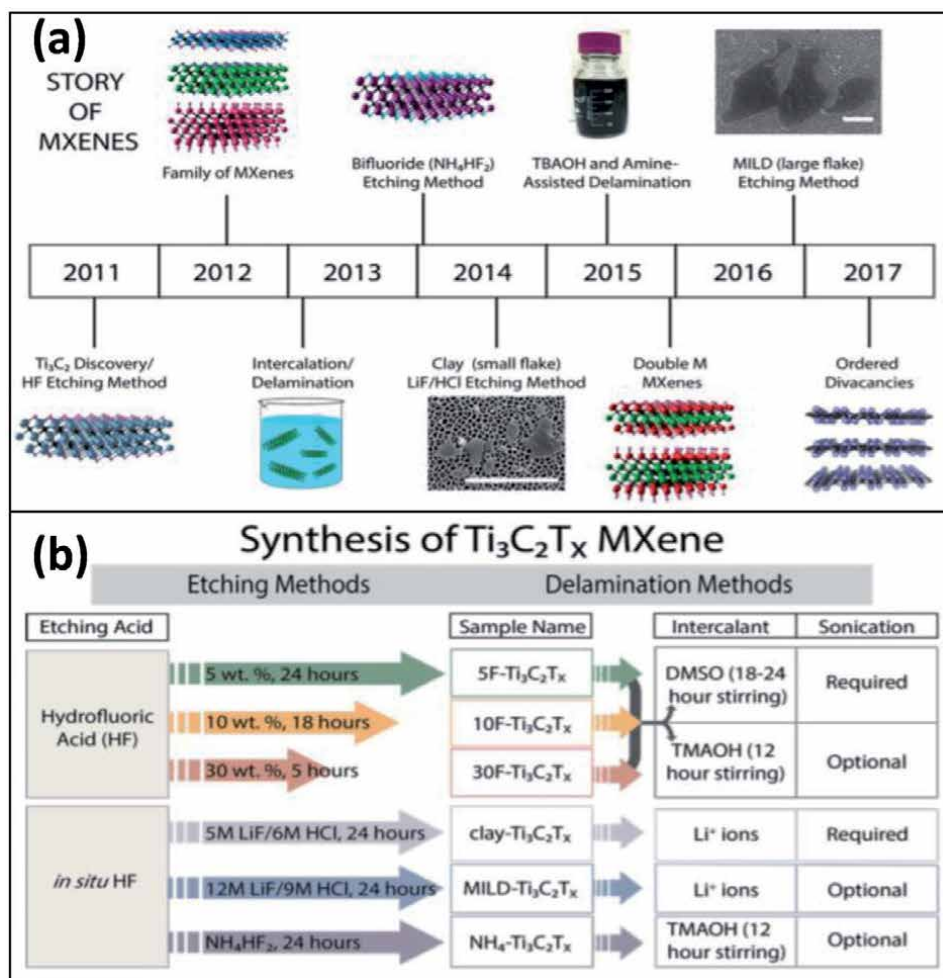 (a)
STORY
OF
MXENES
Family of MXenes
Bifluoride (NH₄HF₂)
Etching Method
TBAOH and Amine-
Assisted Delamination
MILD (large flake)
Etching Method
2011 2012 2013 2014 2015 2016 2017
Ti₃C₂ Discovery/
HF Etching Method
Intercalation/
Delamination
Clay (small flake)
LiF/HCl Etching Method
Double M
MXenes
Ordered
Divacancies
(b)
Synthesis of Ti₃C₂Tₓ MXene
Etching Methods Delamination Methods
Etching Acid Sample Name Intercalant Sonication
Hydrofluoric
Acid (HF)
5 wt. %, 24 hours 5F-Ti₃C₂Tₓ
10 wt. %, 18 hours 10F-Ti₃C₂Tₓ
30 wt. %, 5 hours 30F-Ti₃C₂Tₓ
DMSO (18-24
hour stirring)
Required
TMAOH (12
hour stirring)
Optional
in situ HF
5M LiF/6M HCl, 24 hours clay-Ti₃C₂Tₓ Li⁺ ions Required
12M LiF/9M HCl, 24 hours MILD-Ti₃C₂Tₓ Li⁺ ions Optional
NH₄HF₂, 24 hours NH₄-Ti₃C₂Tₓ TMAOH (12
hour stirring) Optional